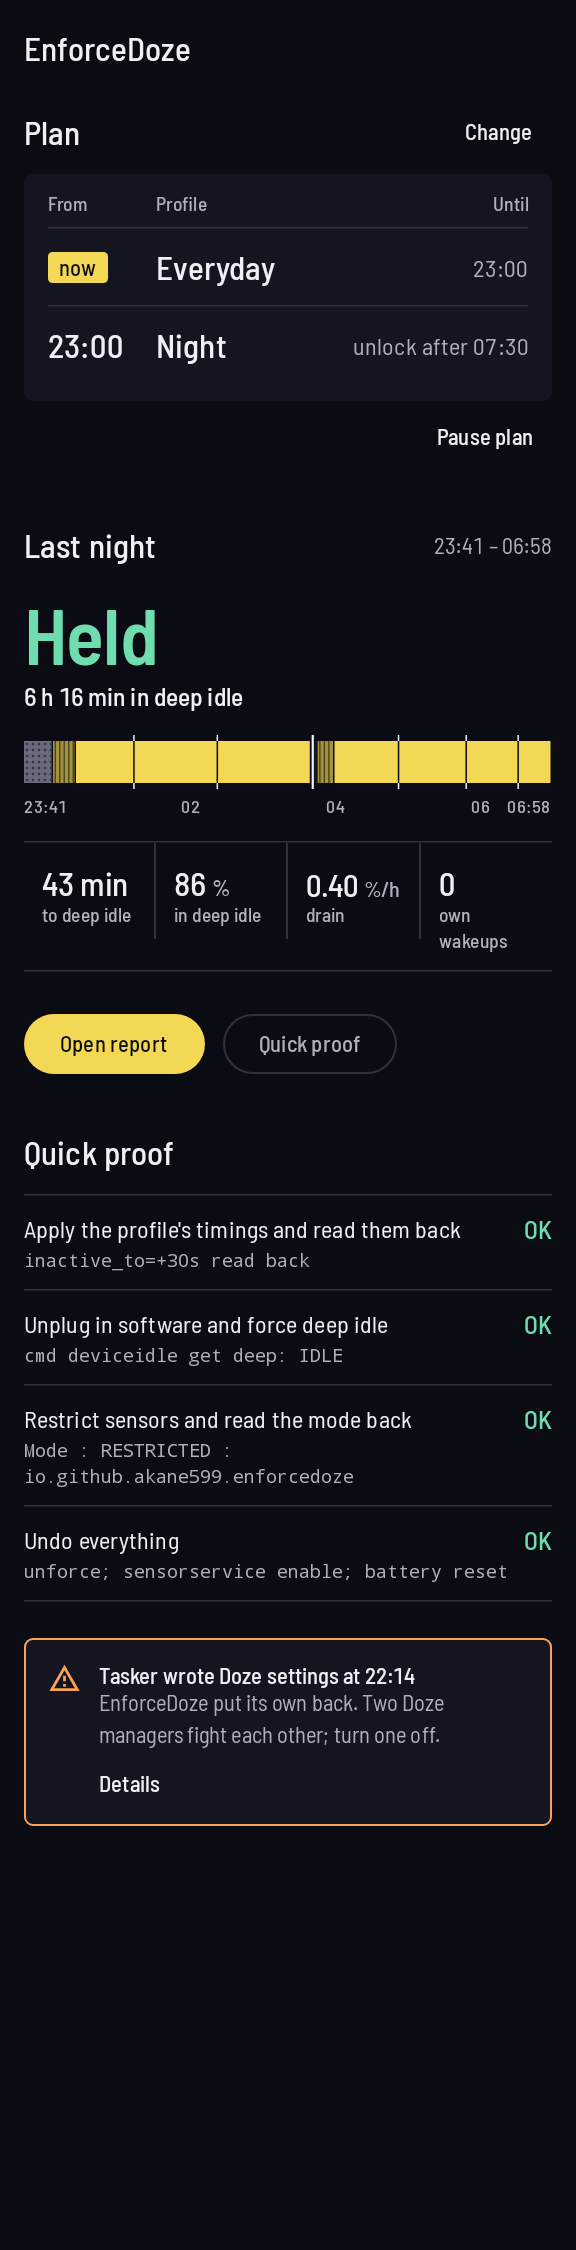 EnforceDoze
Plan
Change
From Profile Until
now Everyday 23:00
23:00 Night unlock after 07:30
Pause plan
Last night 23:41 – 06:58
Held
6 h 16 min in deep idle
23:41 02 04 06 06:58
43 min 86 % 0.40 %/h 0
to deep idle in deep idle drain own
wakeups
Open report Quick proof
Quick proof
Apply the profile's timings and read them back OK
inactive_to=+30s read back
Unplug in software and force deep idle OK
cmd deviceidle get deep: IDLE
Restrict sensors and read the mode back OK
Mode : RESTRICTED :
io.github.akane599.enforcedoze
Undo everything OK
unforce; sensorservice enable; battery reset
Tasker wrote Doze settings at 22:14
EnforceDoze put its own back. Two Doze
managers fight each other; turn one off.
Details